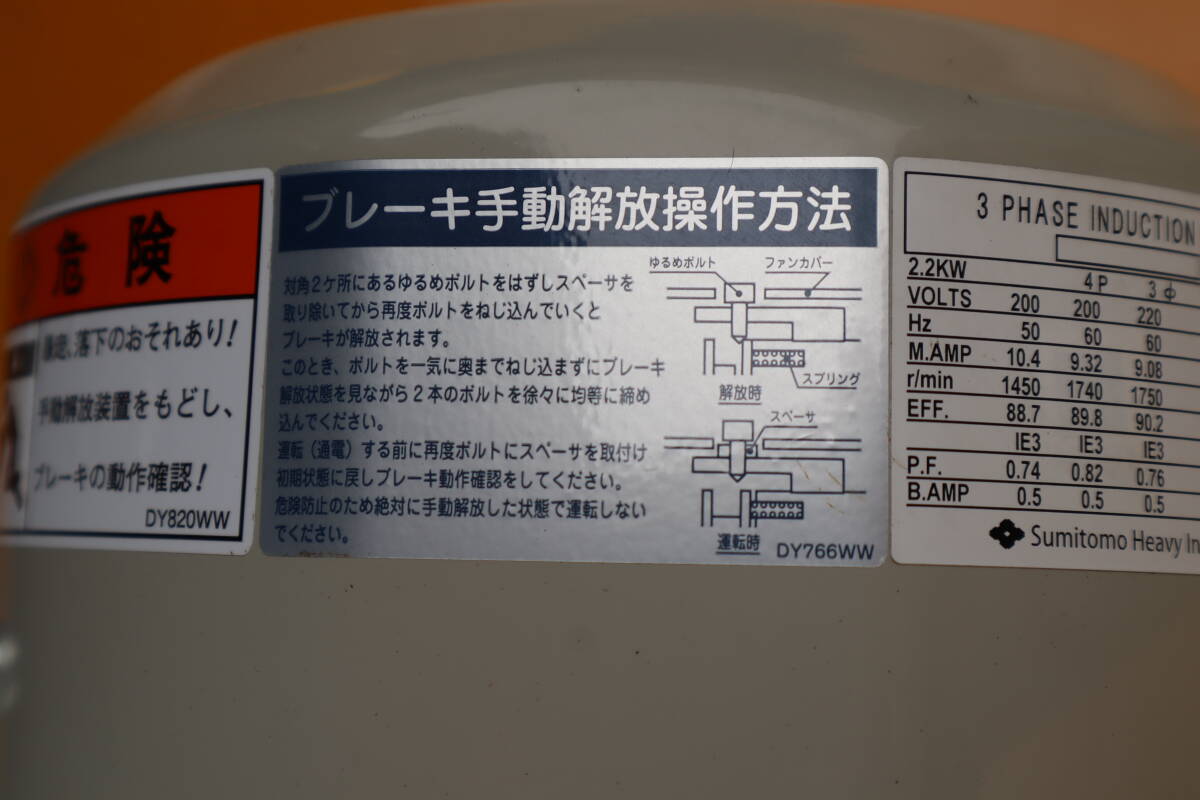 危険
暴走、落下のおそれあり!
手動解放装置をもどし、
ブレーキの動作確認!
DY820WW
ブレーキ手動解放操作方法
対角2ケ所にあるゆるめボルトをはずしスペーサを
取り除いてから再度ボルトをねじ込んでいくと
ブレーキが解放されます。
このとき、ボルトを一気に奥までねじ込まずにブレーキ
解放状態を見ながら2本のボルトを徐々に均等に締め
込んでください。
運転(通電)する前に再度ボルトにスペーサを取付け
初期状態に戻しブレーキ動作確認をしてください。
危険防止のため絶対に手動解放した状態で運転しない
でください。
ゆるめボルト
ファンカバー
スプリング
解放時
スペーサ
運転時
DY766WW
3 PHASE INDUCTION
2.2KW 4P 3φ
VOLTS 200 200 220
Hz 50 60 60
M.AMP 10.4 9.32 9.08
r/min 1450 1740 1750
EFF. 88.7 89.8 90.2
IE3 IE3 IE3
P.F. 0.74 0.82 0.76
B.AMP 0.5 0.5 0.5
Sumitomo Heavy In